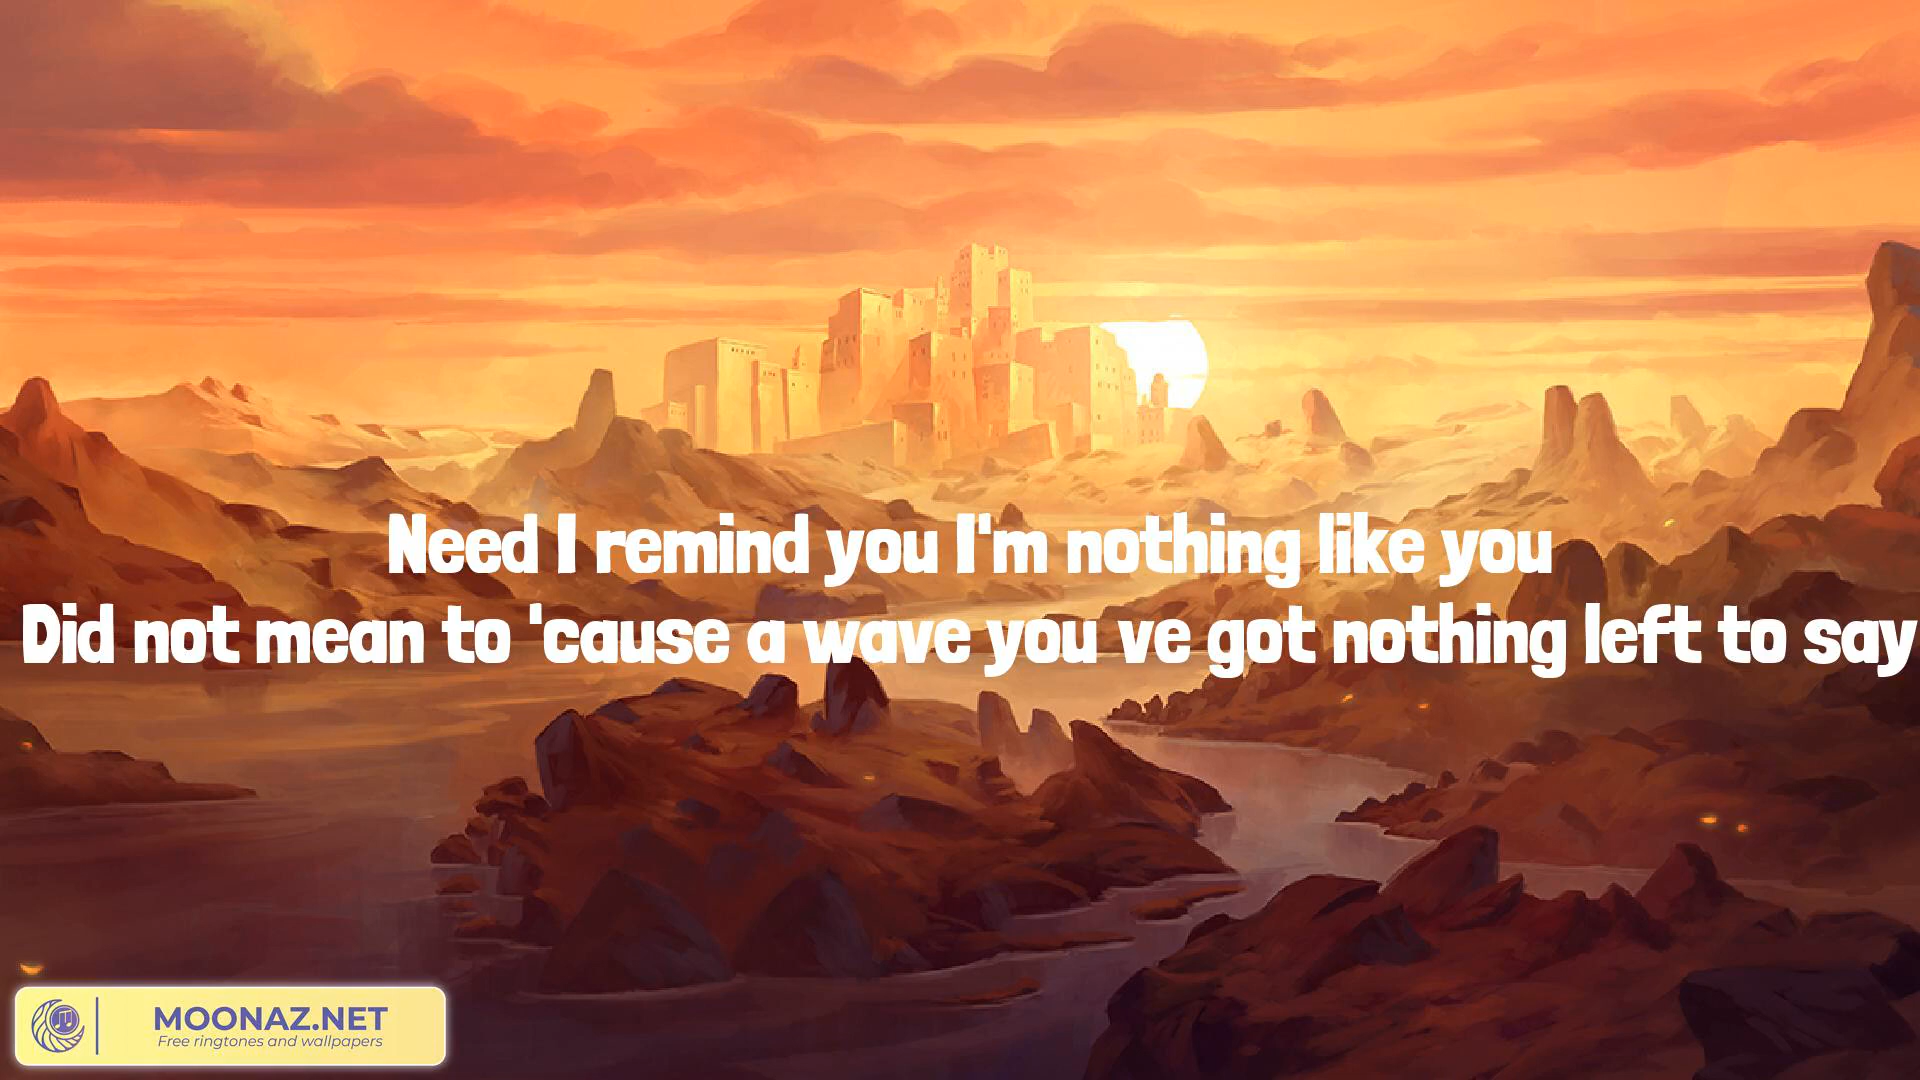 Need I remind you I'm nothing like you
Did not mean to 'cause a wave you ve got nothing left to say
MOONAZ.NET
Free ringtones and wallpapers